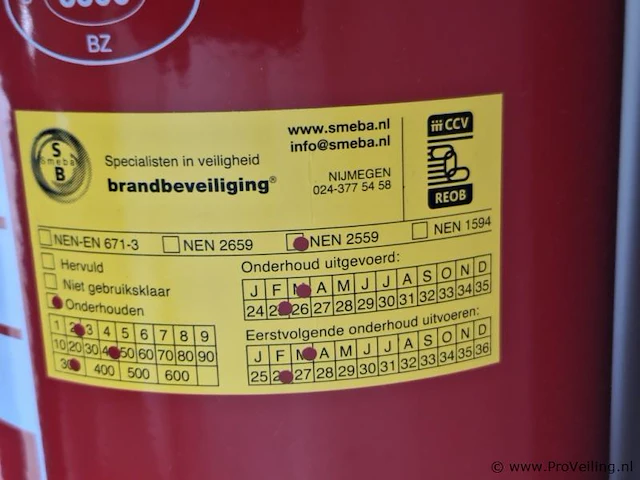 BZ
www.smeba.nl
info@smeba.nl
S
Smeba
B
Specialisten in veiligheid
brandbeveiliging®
NIJMEGEN
024-377 54 58
CCV
REOB
NEN-EN 671-3 NEN 2659 NEN 2559 NEN 1594
Hervuld
Niet gebruiksklaar
Onderhouden
1 2 3 4 5 6 7 8 9
10 20 30 50 60 70 80 90
400 500 600
Onderhoud uitgevoerd:
J F M A M J J A S O N D
24 26 27 28 29 30 31 32 33 34 35
Eerstvolgende onderhoud uitvoeren:
J F M A M J J A S O N D
25 27 28 29 30 31 32 33 34 35 36
© www.ProVeiling.nl